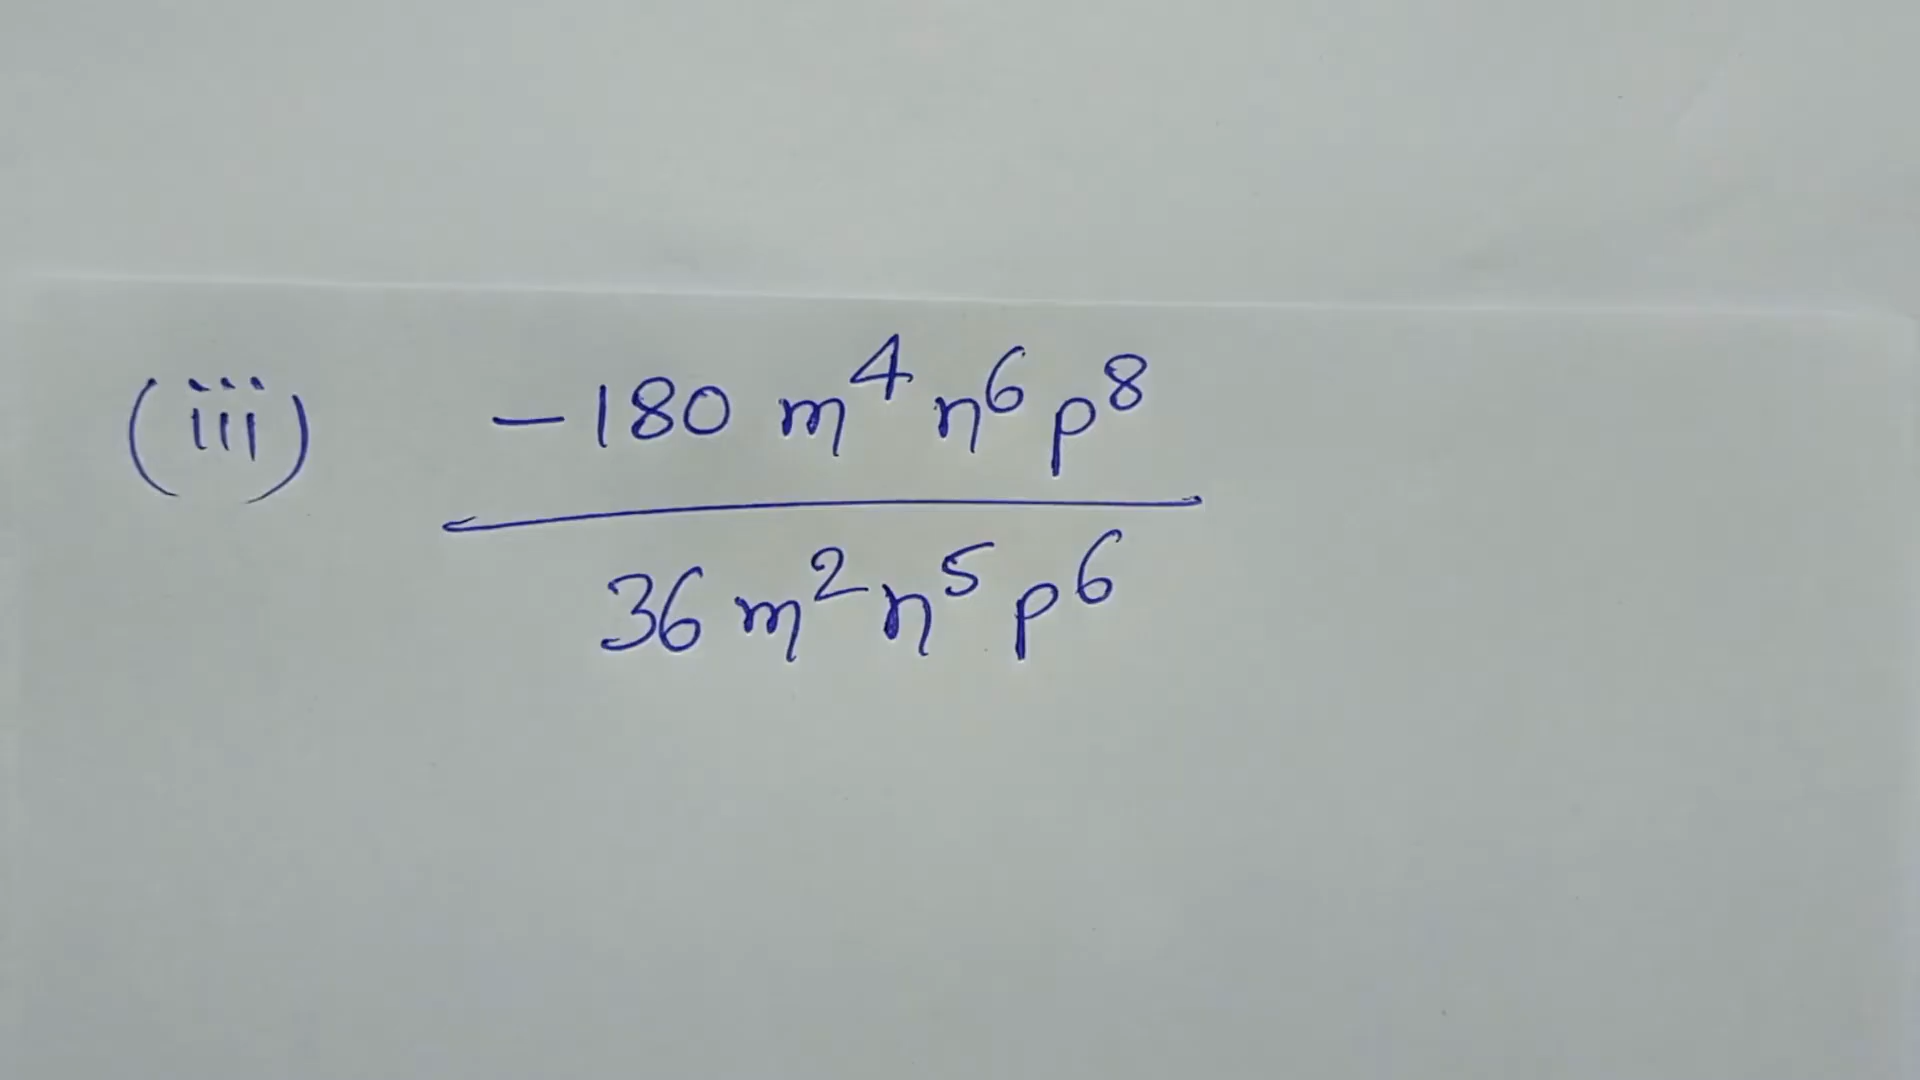 (iii) -180 m⁴ n⁶ p⁸
36 m² n⁵ p⁶